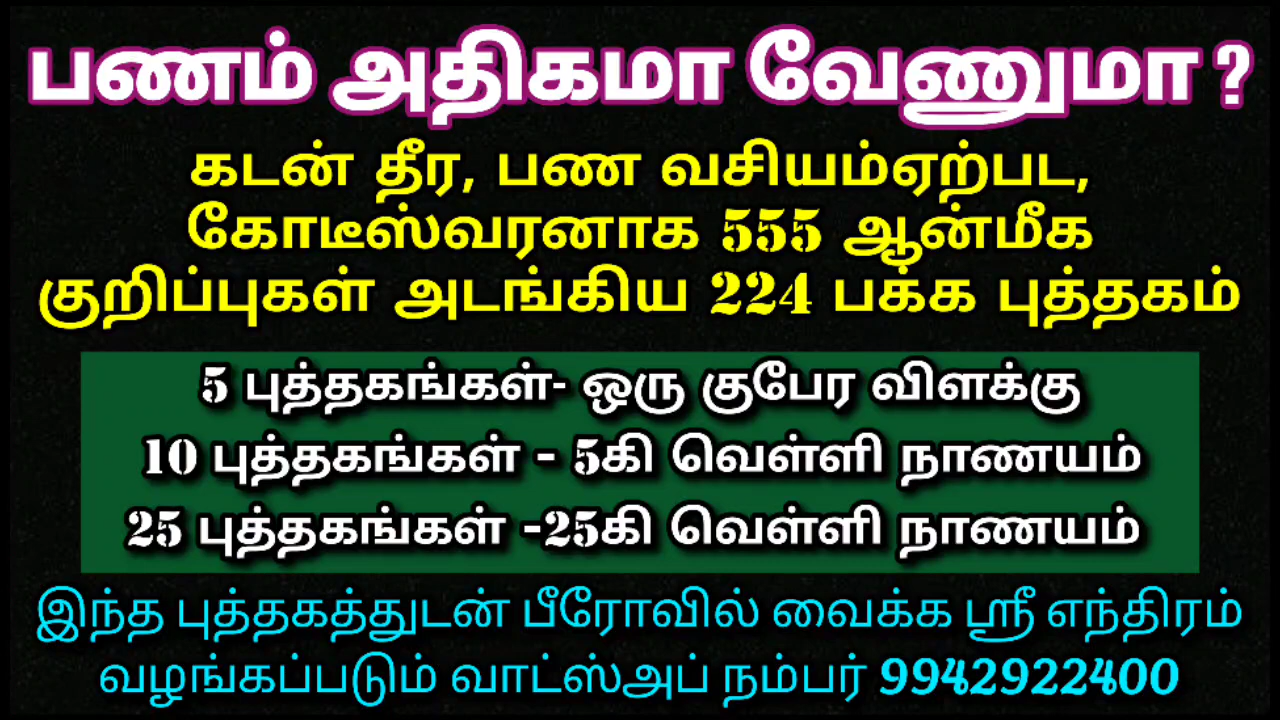 பணம் அதிகமா வேணுமா ?
கடன் தீர, பண வசியம்ஏற்பட,
கோடீஸ்வரனாக 555 ஆன்மீக
குறிப்புகள் அடங்கிய 224 பக்க புத்தகம்
5 புத்தகங்கள்- ஒரு குபேர விளக்கு
10 புத்தகங்கள் - 5கி வெள்ளி நாணயம்
25 புத்தகங்கள் -25கி வெள்ளி நாணயம்
இந்த புத்தகத்துடன் பீரோவில் வைக்க ஸ்ரீ எந்திரம்
வழங்கப்படும் வாட்ஸ்அப் நம்பர் 9942922400